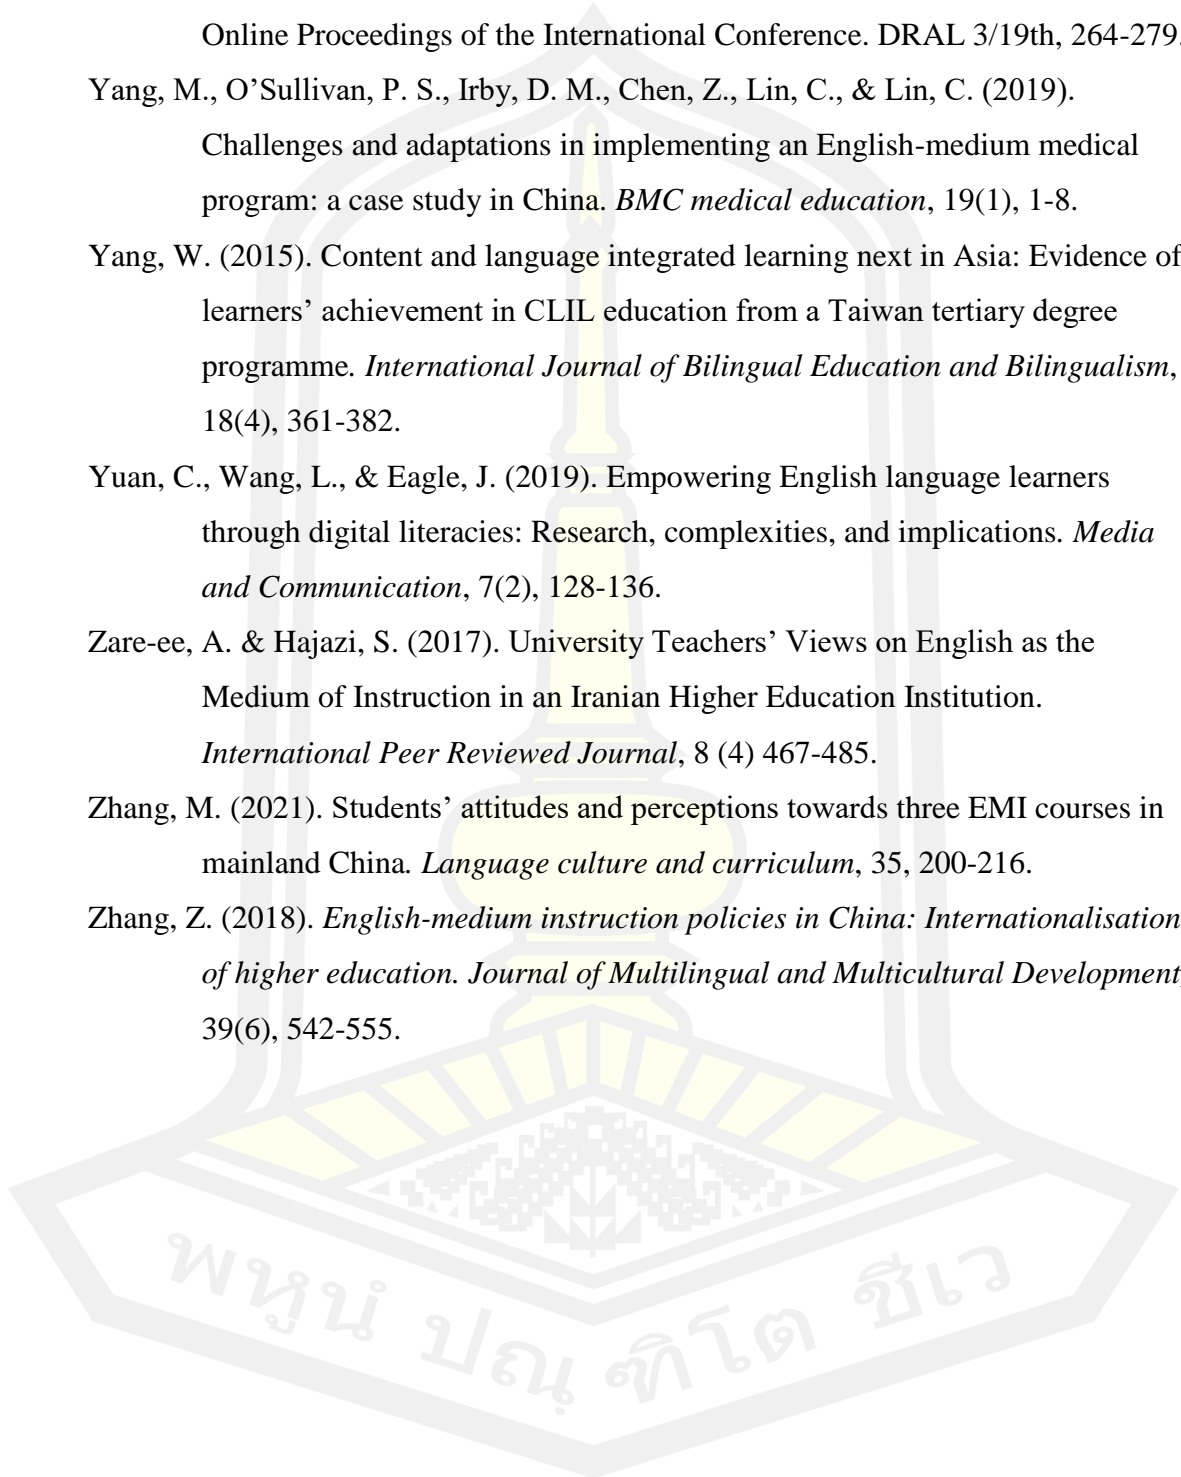 Online Proceedings of the International Conference. DRAL 3/19th, 264-279.
Yang, M., O’Sullivan, P. S., Irby, D. M., Chen, Z., Lin, C., & Lin, C. (2019).
Challenges and adaptations in implementing an English-medium medical
program: a case study in China. BMC medical education, 19(1), 1-8.
Yang, W. (2015). Content and language integrated learning next in Asia: Evidence of
learners’ achievement in CLIL education from a Taiwan tertiary degree
programme. International Journal of Bilingual Education and Bilingualism,
18(4), 361-382.
Yuan, C., Wang, L., & Eagle, J. (2019). Empowering English language learners
through digital literacies: Research, complexities, and implications. Media
and Communication, 7(2), 128-136.
Zare-ee, A. & Hajazi, S. (2017). University Teachers’ Views on English as the
Medium of Instruction in an Iranian Higher Education Institution.
International Peer Reviewed Journal, 8 (4) 467-485.
Zhang, M. (2021). Students’ attitudes and perceptions towards three EMI courses in
mainland China. Language culture and curriculum, 35, 200-216.
Zhang, Z. (2018). English-medium instruction policies in China: Internationalisation
of higher education. Journal of Multilingual and Multicultural Development,
39(6), 542-555.
พหูนํ ปณฺฑิโต ชีเว